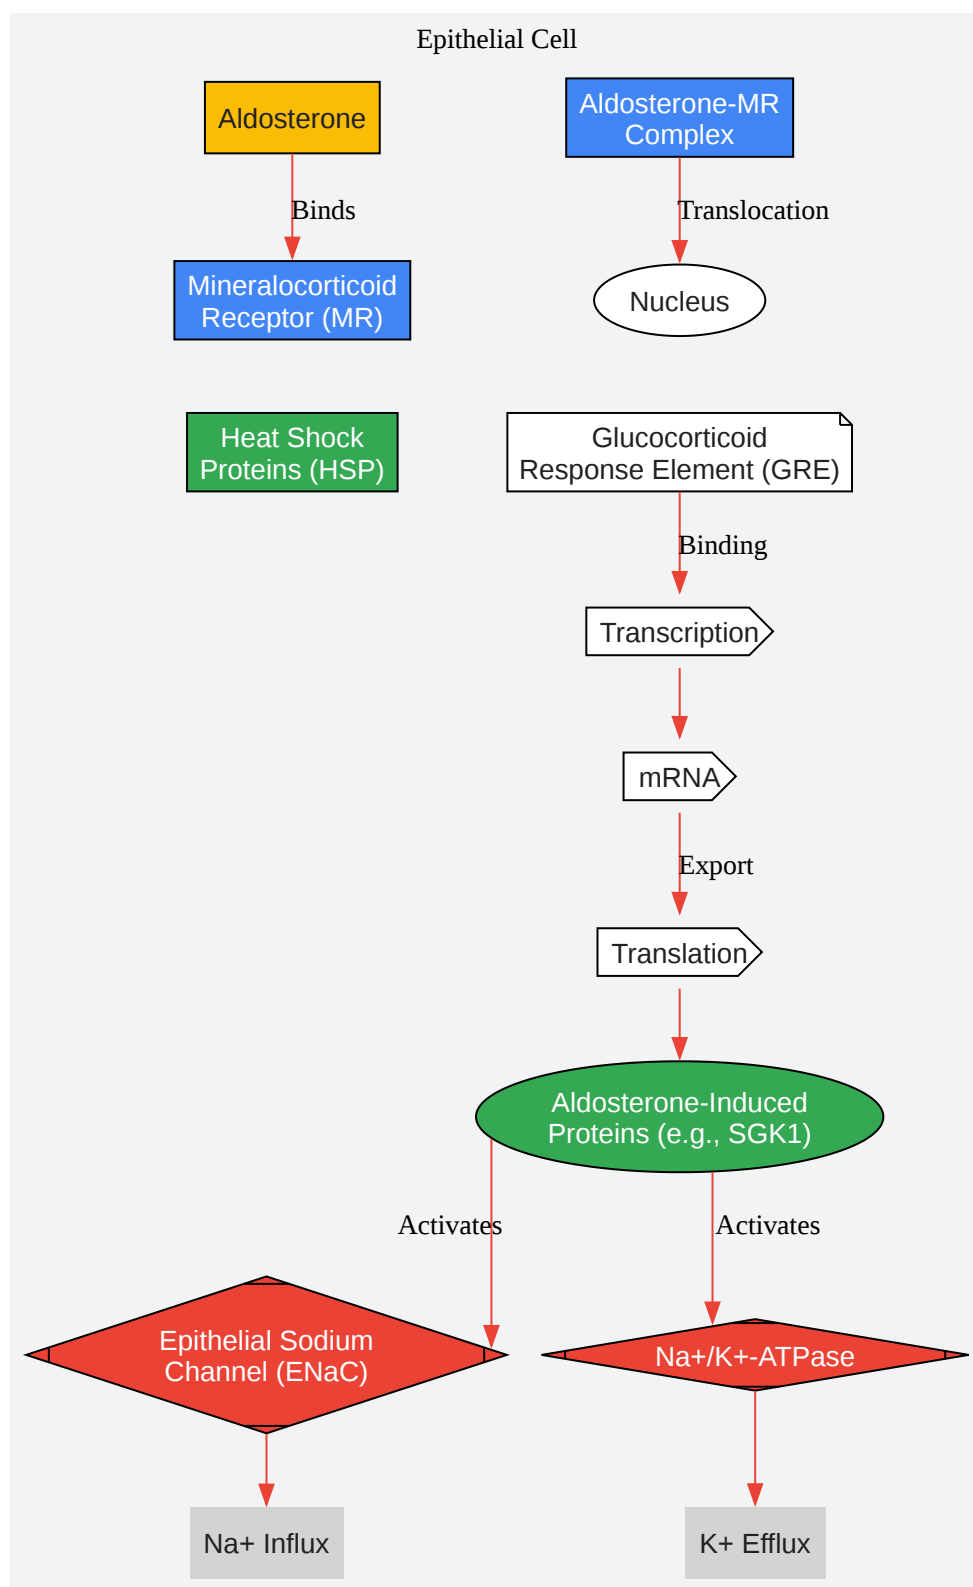 Epithelial Cell
Aldosterone
Aldosterone-MR
Complex
Binds
Translocation
Mineralocorticoid
Receptor (MR)
Nucleus
Heat Shock
Proteins (HSP)
Glucocorticoid
Response Element (GRE)
Binding
Transcription
mRNA
Export
Translation
Aldosterone-Induced
Proteins (e.g., SGK1)
Activates
Activates
Epithelial Sodium
Channel (ENaC)
Na+/K+-ATPase
Na+ Influx
K+ Efflux